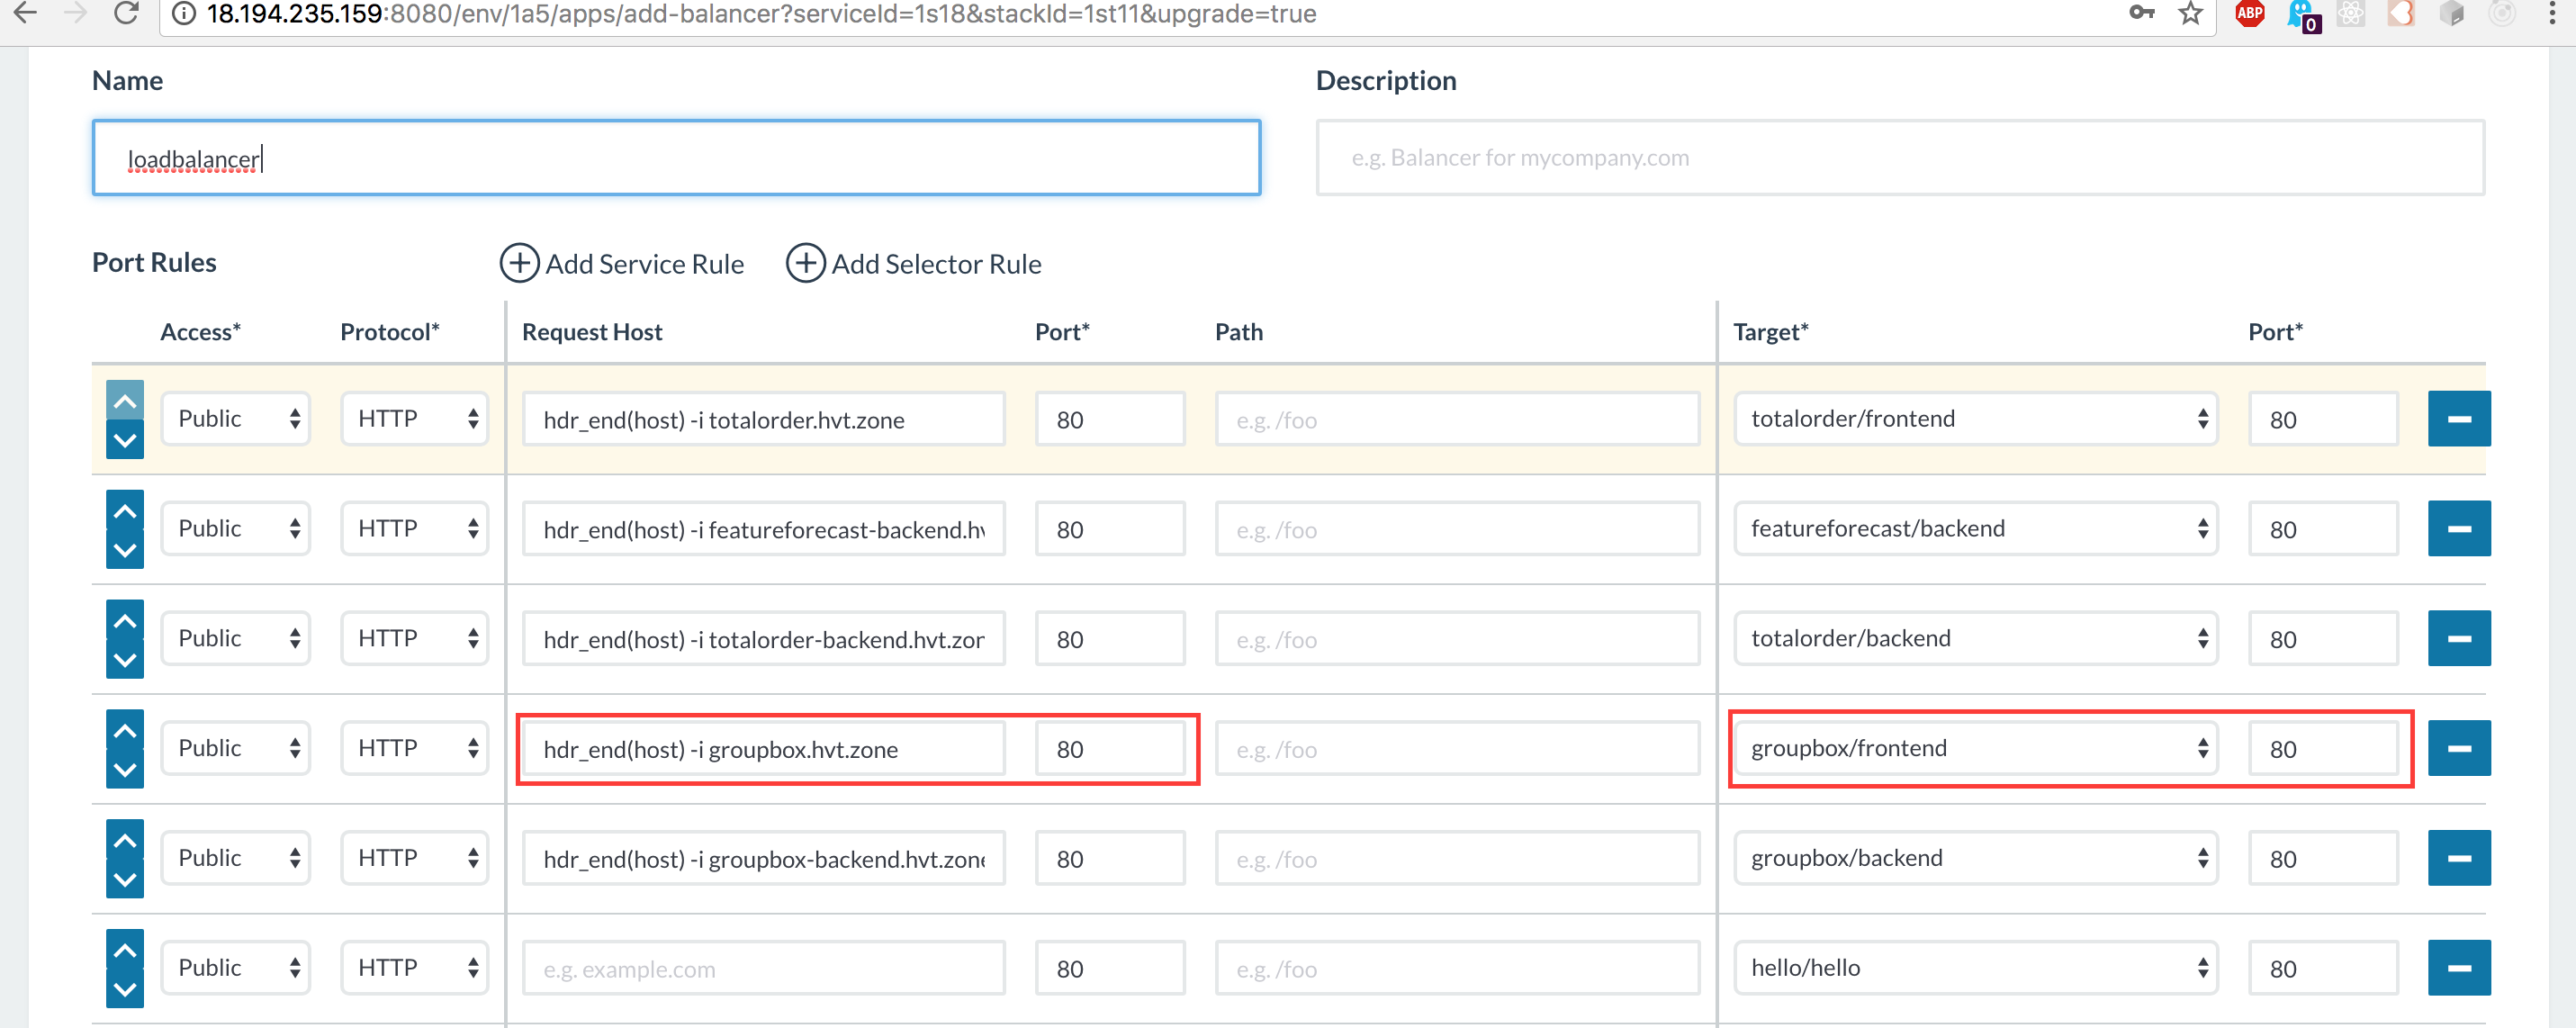 18.194.235.159:8080/env/1a5/apps/add-balancer?serviceId=1s18&stackId=1st11&upgrade=true ABP 0
Name Description
loadbalancer e.g. Balancer for mycompany.com
Port Rules Add Service Rule Add Selector Rule
Access* Protocol* Request Host Port* Path Target* Port*
Public HTTP hdr_end(host) -i totalorder.hvt.zone 80 e.g. /foo totalorder/frontend 80
Public HTTP hdr_end(host) -i featureforecast-backend.hv 80 e.g. /foo featureforecast/backend 80
Public HTTP hdr_end(host) -i totalorder-backend.hvt.zon 80 e.g. /foo totalorder/backend 80
Public HTTP hdr_end(host) -i groupbox.hvt.zone 80 e.g. /foo groupbox/frontend 80
Public HTTP hdr_end(host) -i groupbox-backend.hvt.zone 80 e.g. /foo groupbox/backend 80
Public HTTP e.g. example.com 80 e.g. /foo hello/hello 80